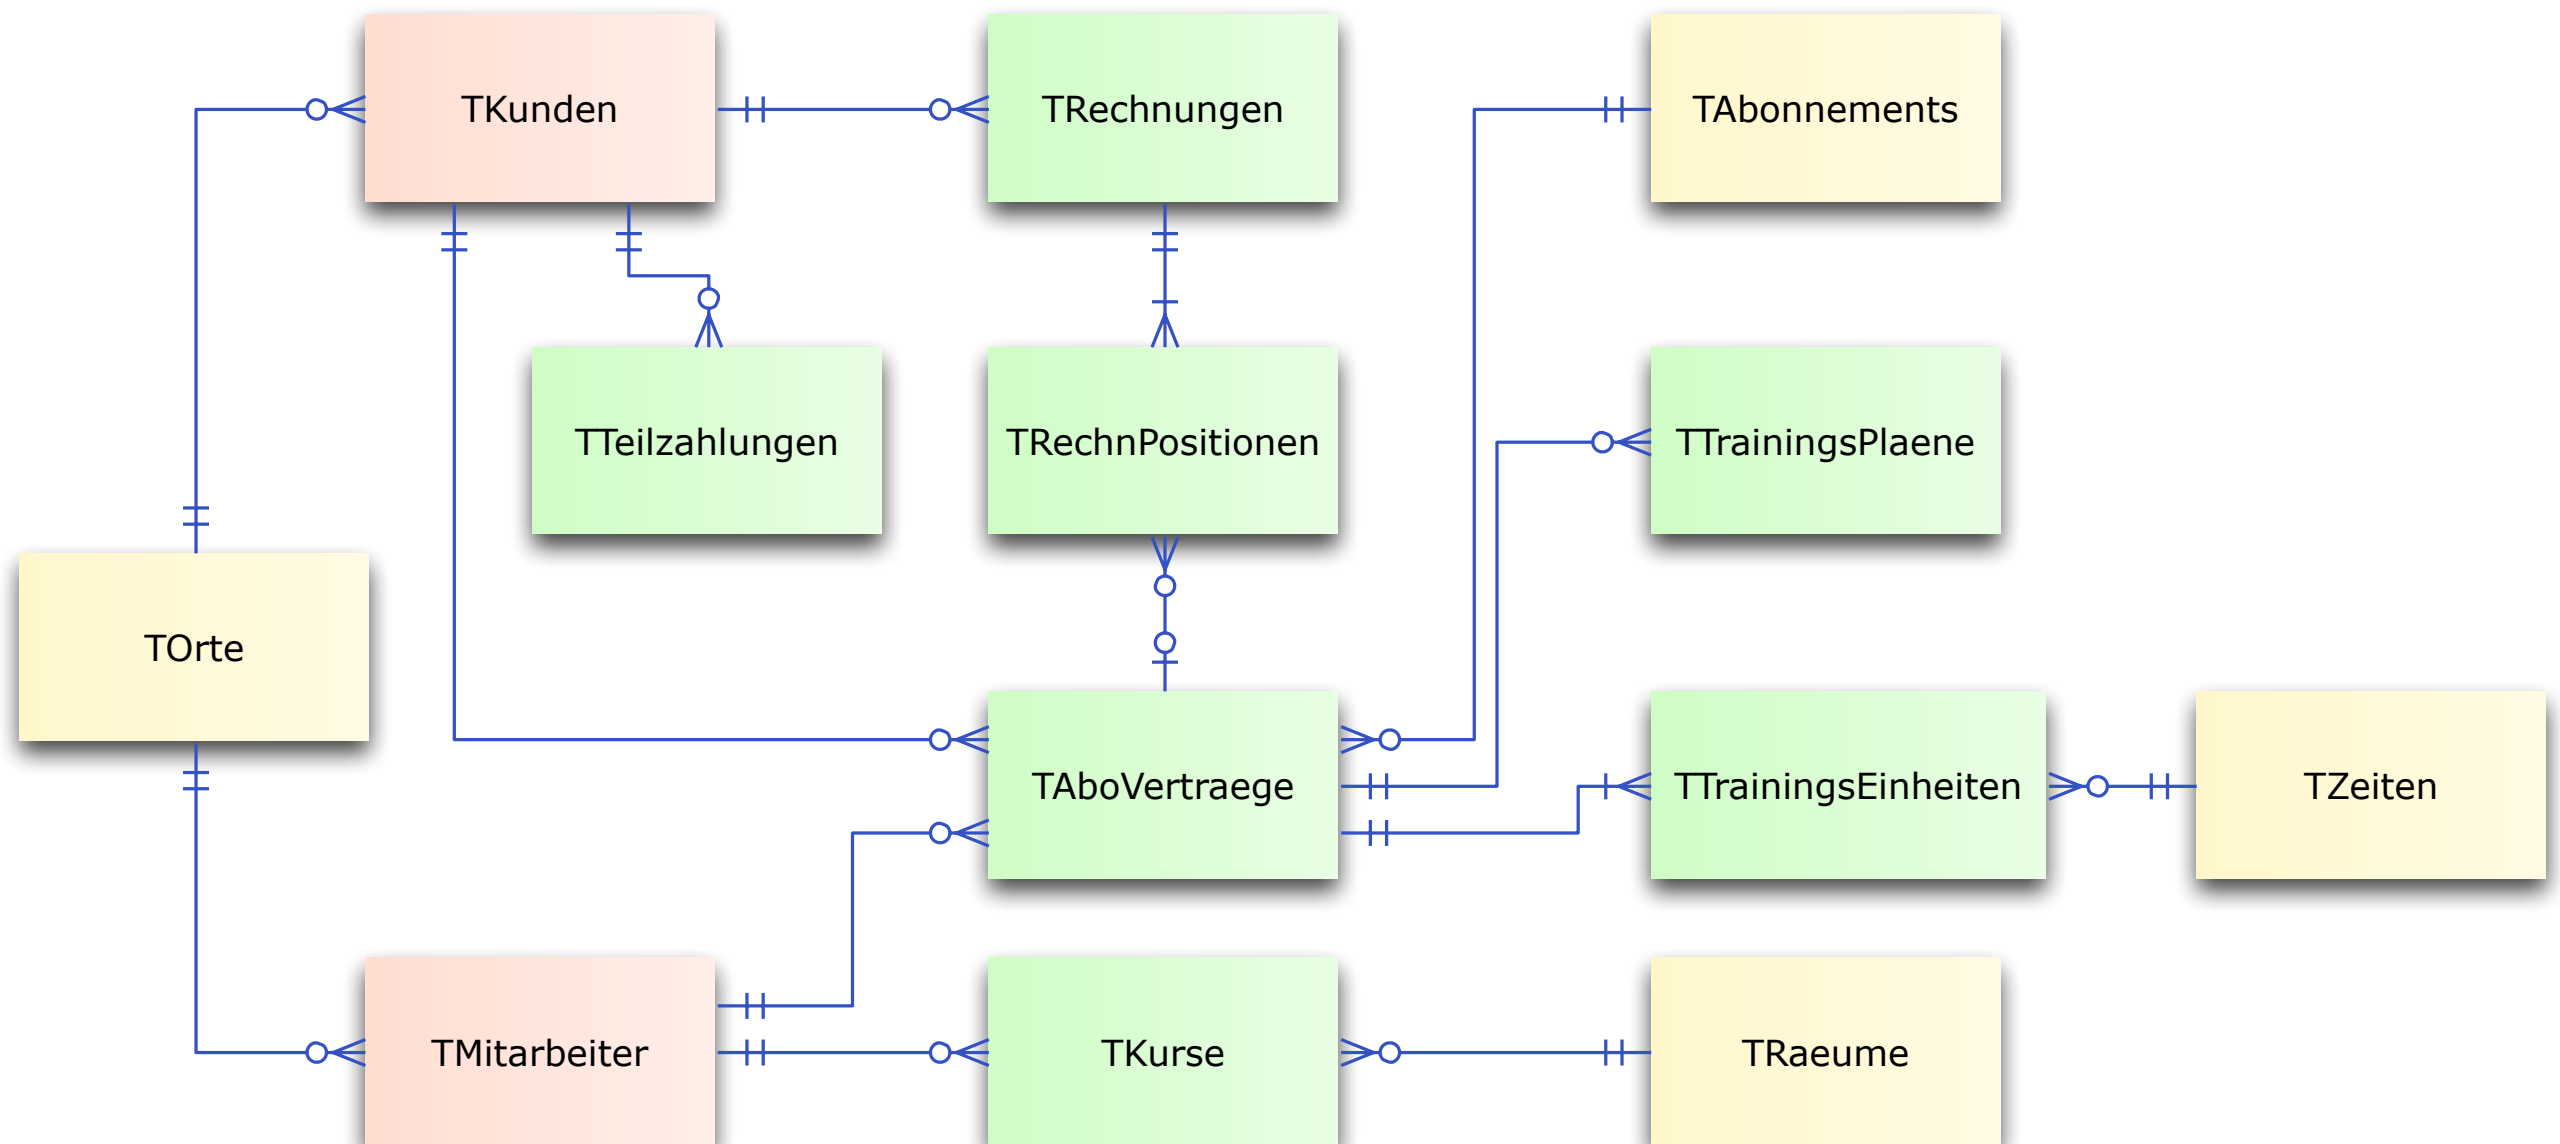 TKunden
TRechnungen
TAbonnements
TTeilzahlungen
TRechnPositionen
TTrainingsPlaene
TOrte
TAboVertraege
TTrainingsEinheiten
TZeiten
TMitarbeiter
TKurse
TRaeume